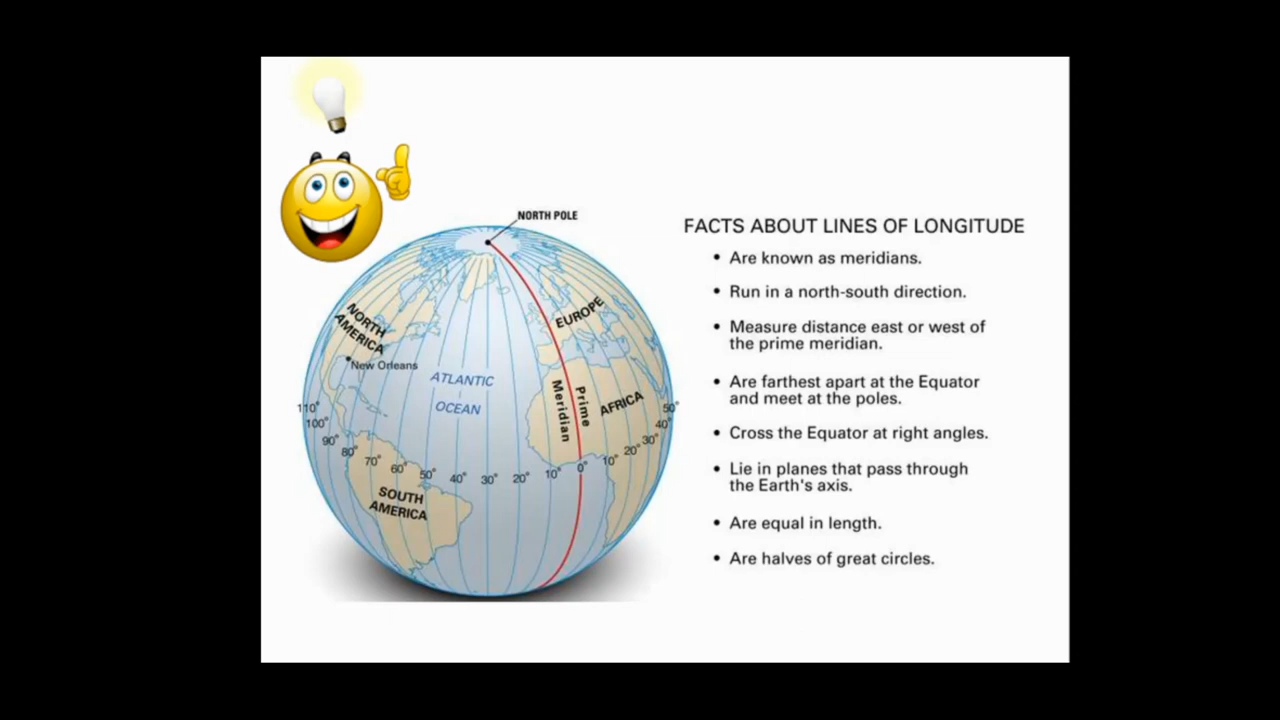 NORTH POLE
NORTH
AMERICA
New Orleans
EUROPE
ATLANTIC
OCEAN
Prime
Meridian
AFRICA
SOUTH
AMERICA
110° 100° 90° 80° 70° 60° 50° 40° 30° 20° 10° 0° 10° 20° 30° 40° 50°
FACTS ABOUT LINES OF LONGITUDE
• Are known as meridians.
• Run in a north-south direction.
• Measure distance east or west of
the prime meridian.
• Are farthest apart at the Equator
and meet at the poles.
• Cross the Equator at right angles.
• Lie in planes that pass through
the Earth's axis.
• Are equal in length.
• Are halves of great circles.